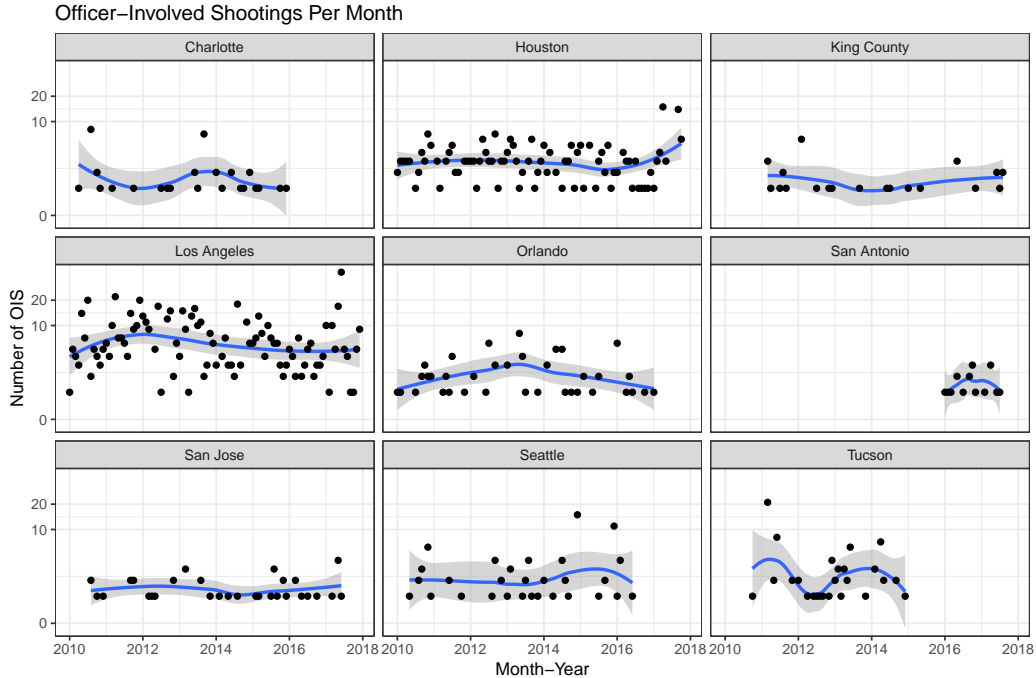 Officer−Involved Shootings Per Month
Charlotte
Houston
King County
20
10
0
Los Angeles
Orlando
San Antonio
20
10
0
San Jose
Seattle
Tucson
20
10
0
2010 2012 2014 2016 2018
2010 2012 2014 2016 2018
2010 2012 2014 2016 2018
Number of OIS
Month−Year